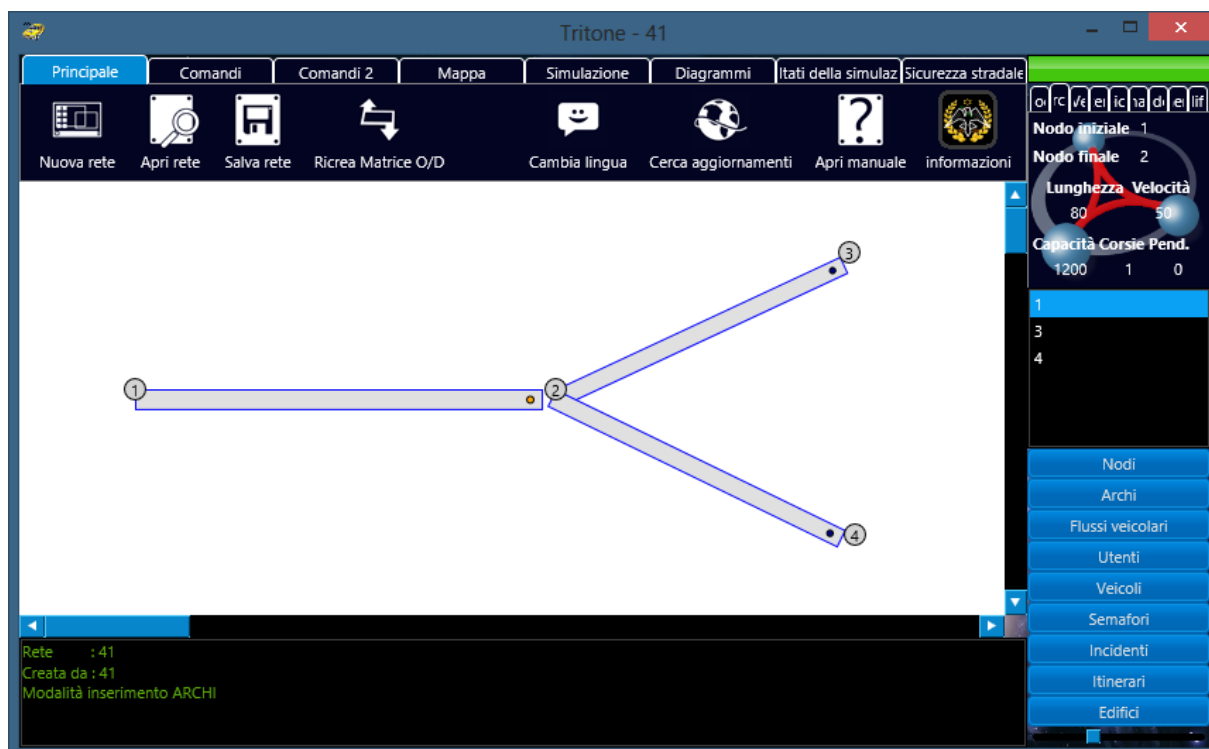 Tritone - 41
Principale Comandi Comandi 2 Mappa Simulazione Diagrammi ltati della simulaz Sicurezza stradale
Nuova rete Apri rete Salva rete Ricrea Matrice O/D Cambia lingua Cerca aggiornamenti Apri manuale informazioni
Nodo iniziale 1
Nodo finale 2
Lunghezza Velocità
80 50
Capacità Corsie Pend.
1200 1 0
1
3
4
3
1
2
4
Nodi
Archi
Flussi veicolari
Utenti
Veicoli
Semafori
Incidenti
Itinerari
Edifici
Rete : 41
Creata da : 41
Modalità inserimento ARCHI